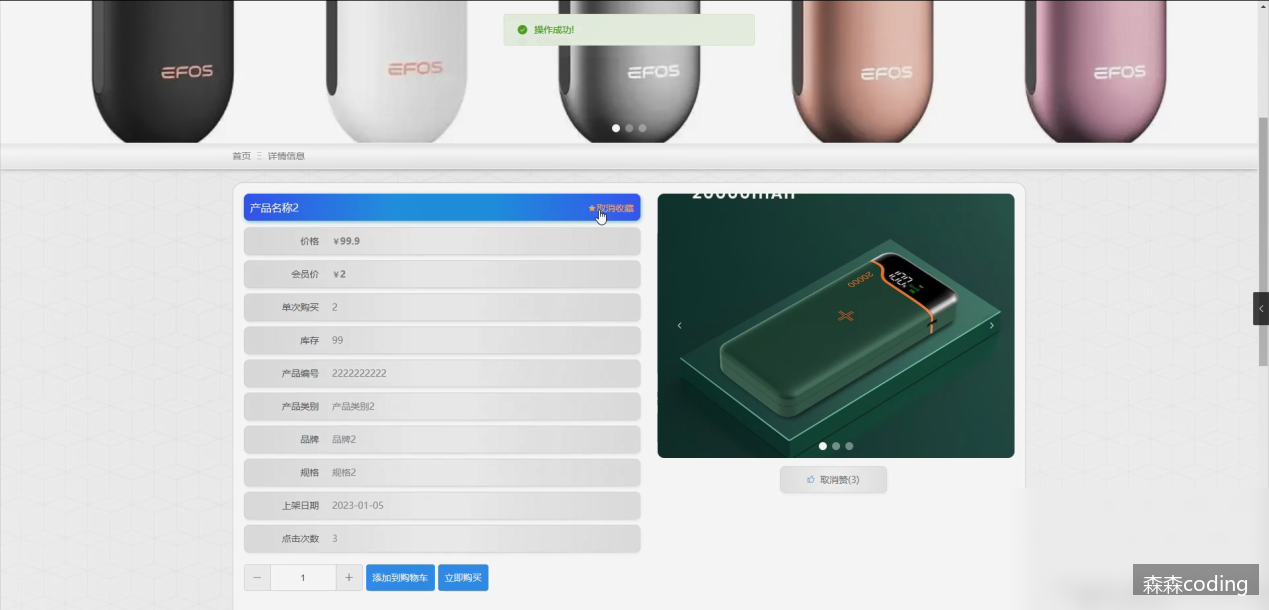 操作成功!
EFOS EFOS EFOS EFOS EFOS
首页 详情信息
产品名称2 ★取消收藏
20000mAh
价格 ￥99.9
会员价 ￥2
单次购买 2
库存 99
产品编号 2222222222
产品类别 产品类别2
品牌 品牌2
规格 规格2
上架日期 2023-01-05
点击次数 3
20000
取消赞(3)
− 1 + 添加到购物车 立即购买
森森coding